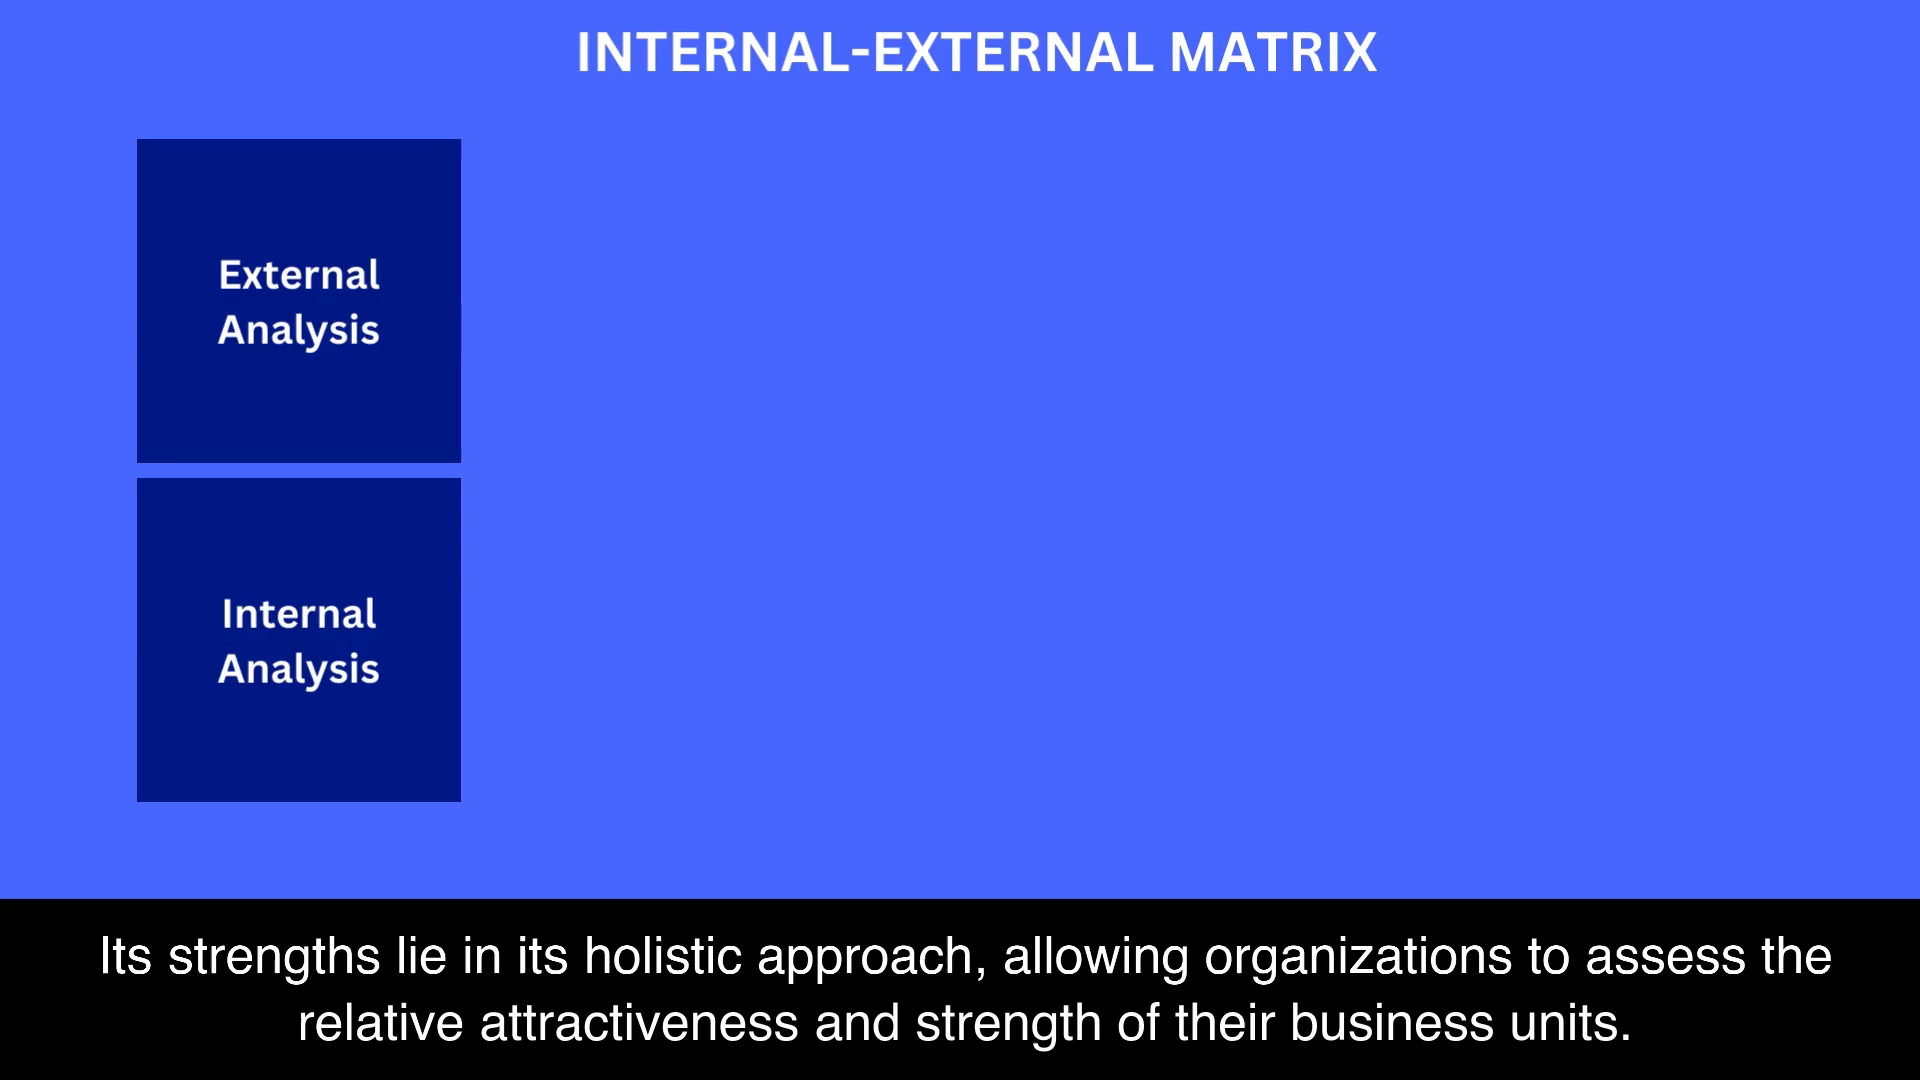 INTERNAL-EXTERNAL MATRIX
External
Analysis
Internal
Analysis
Its strengths lie in its holistic approach, allowing organizations to assess the
relative attractiveness and strength of their business units.